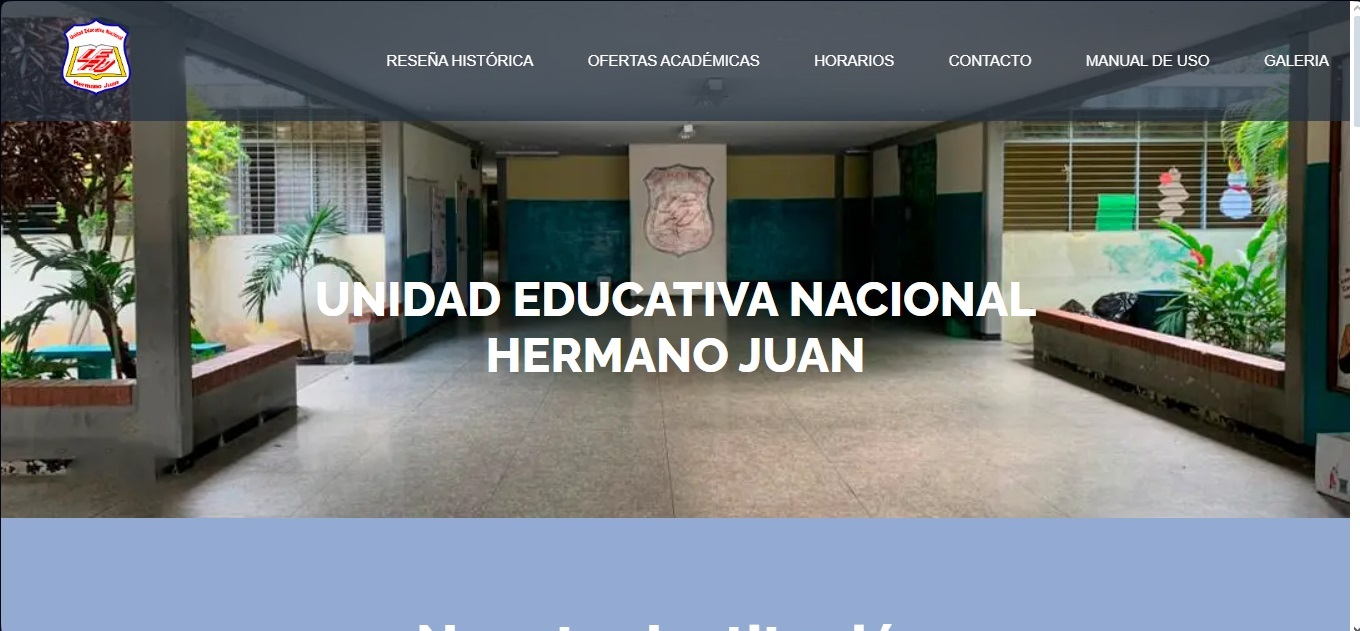 Unidad Educativa Nacional
Hermano Juan
RESEÑA HISTÓRICA
OFERTAS ACADÉMICAS
HORARIOS
CONTACTO
MANUAL DE USO
GALERIA
UNIDAD EDUCATIVA NACIONAL
HERMANO JUAN